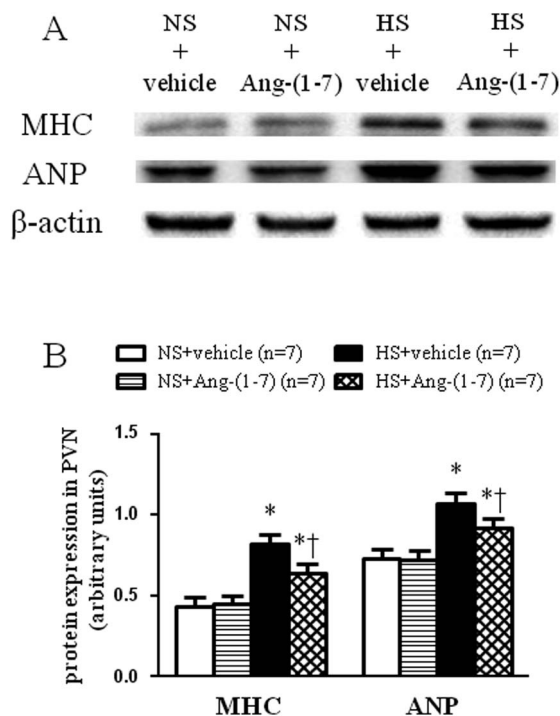 A
NS NS HS HS
+ + + +
vehicle Ang-(1-7) vehicle Ang-(1-7)
MHC
ANP
β-actin
B
NS+vehicle (n=7) HS+vehicle (n=7)
NS+Ang-(1-7) (n=7) HS+Ang-(1-7) (n=7)
protein expression in PVN
(arbitrary units)
1.5
1.0
0.5
0.0
* *† * *†
MHC ANP